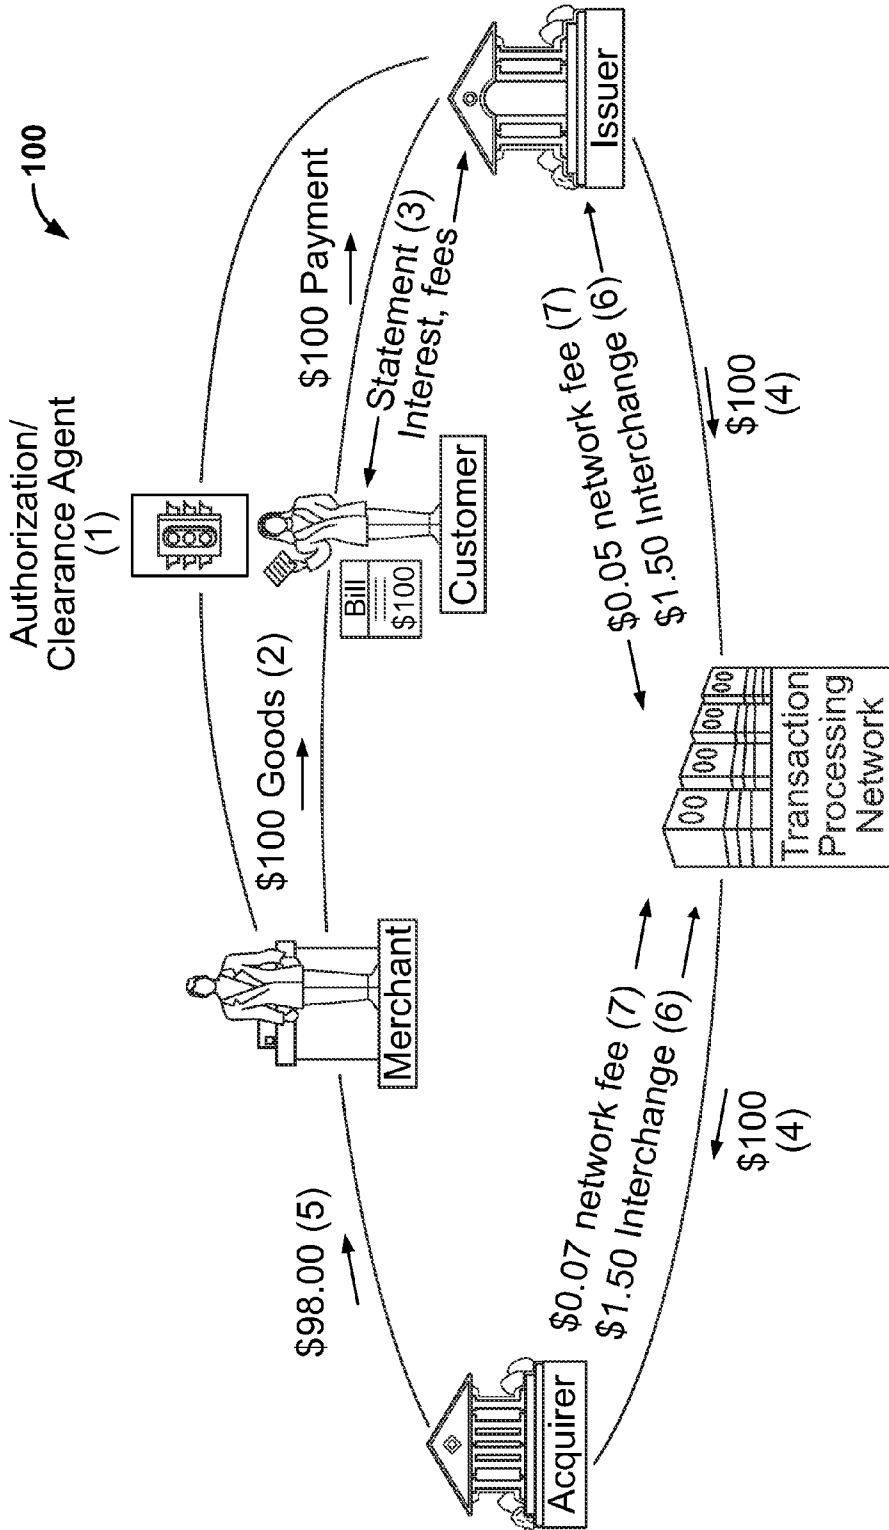 100
Authorization/
Clearance Agent
(1)
$98.00 (5)
$100 Goods (2)
$100 Payment
Statement (3)
Interest, fees
Merchant
Bill
$100
Customer
Acquirer
Issuer
$0.07 network fee (7)
$1.50 Interchange (6)
$0.05 network fee (7)
$1.50 Interchange (6)
$100
(4)
$100
(4)
Transaction
Processing
Network